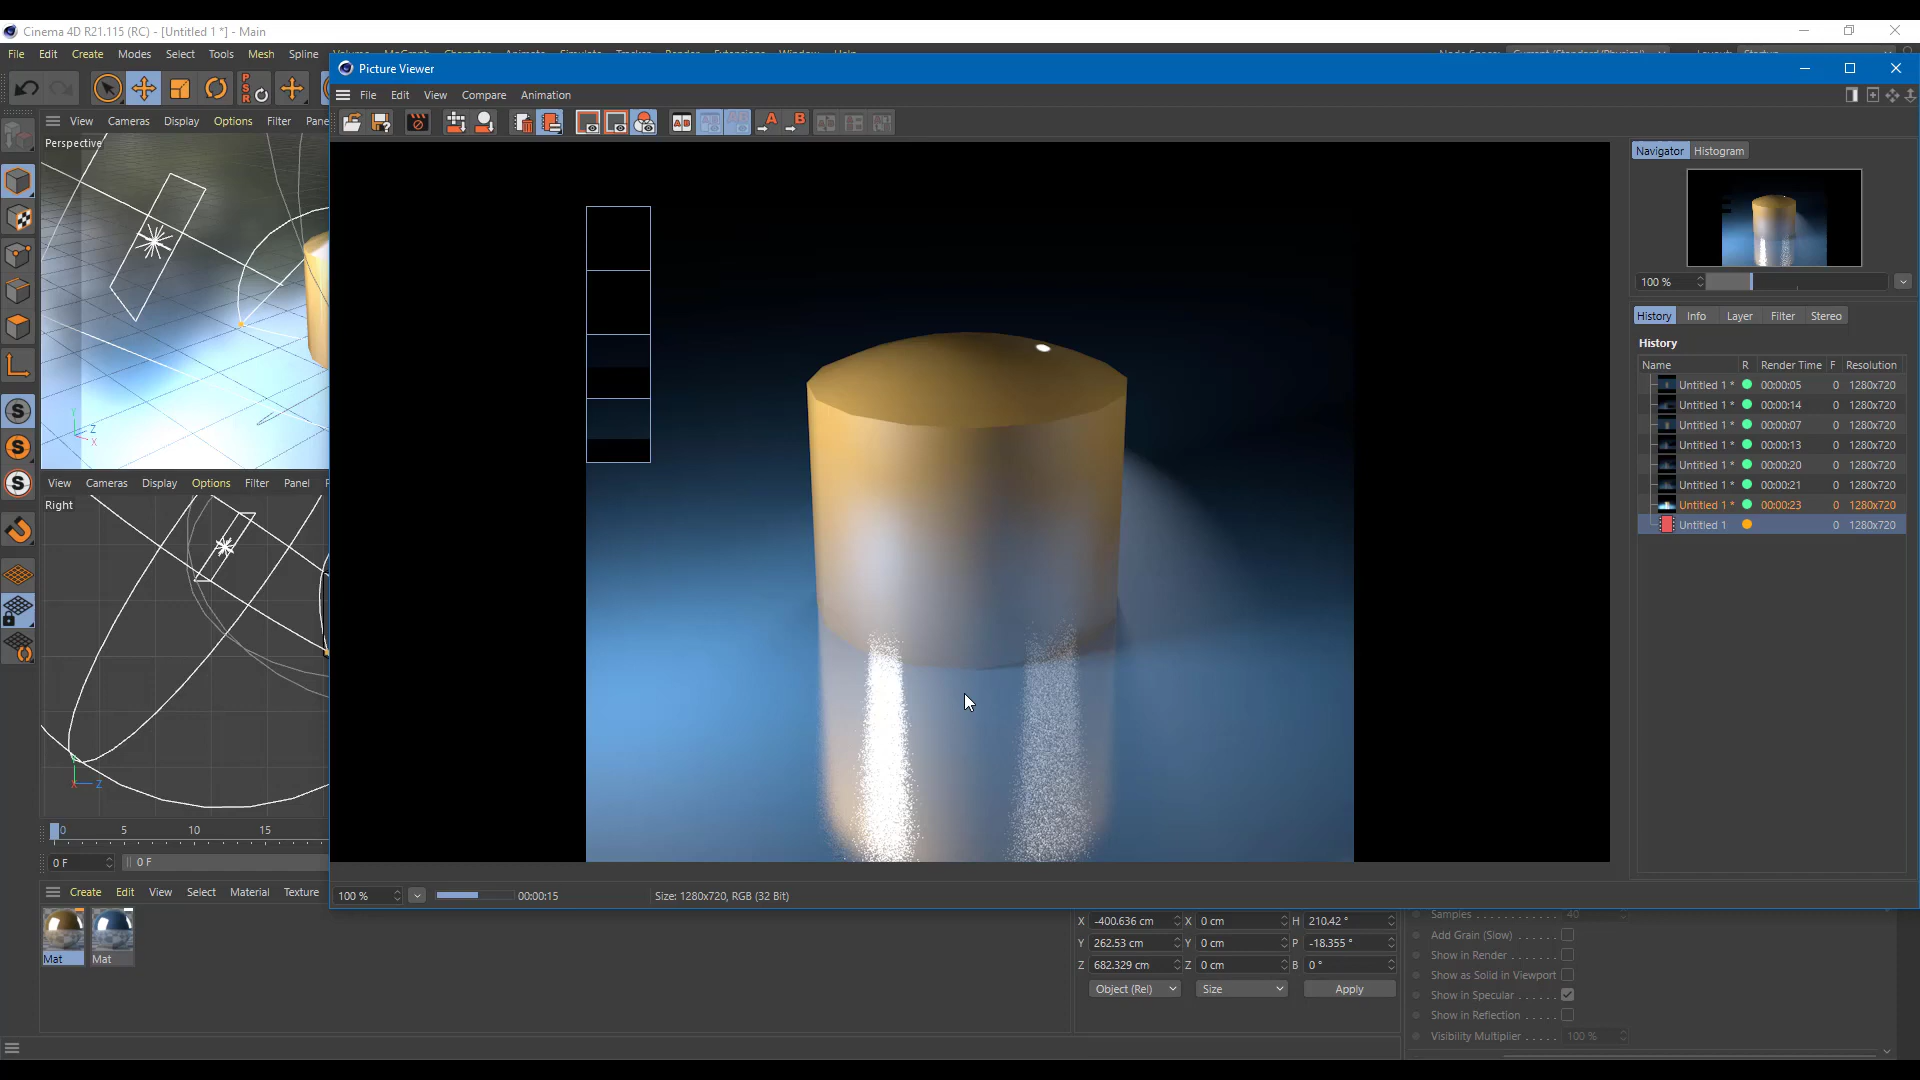 Cinema 4D R21.115 (RC) - [Untitled 1 *] - Main
File Edit Create Modes Select Tools Mesh Spline
Picture Viewer
File Edit View Compare Animation
View Cameras Display Options Filter
Perspective
Navigator Histogram
100 %
History Info Layer Filter Stereo
History
Name R Render Time F Resolution
Untitled 1 * 00:00:05 0 1280x720
Untitled 1 * 00:00:14 0 1280x720
Untitled 1 * 00:00:07 0 1280x720
Untitled 1 * 00:00:13 0 1280x720
Untitled 1 * 00:00:20 0 1280x720
Untitled 1 * 00:00:21 0 1280x720
Untitled 1 * 00:00:23 0 1280x720
Untitled 1 0 1280x720
Y Z X
View Cameras Display Options Filter Panel
Right
X Z
0 5 10 15
0 F 0 F
Create Edit View Select Material Texture
Mat Mat
100 % 00:00:15 Size: 1280x720, RGB (32 Bit)
X -400.636 cm X 0 cm H 210.42 °
Y 262.53 cm Y 0 cm P -18.355 °
Z 682.329 cm Z 0 cm B 0 °
Object (Rel) Size Apply
Samples 40
Add Grain (Slow)
Show in Render
Show as Solid in Viewport
Show in Specular
Show in Reflection
Visibility Multiplier 100 %